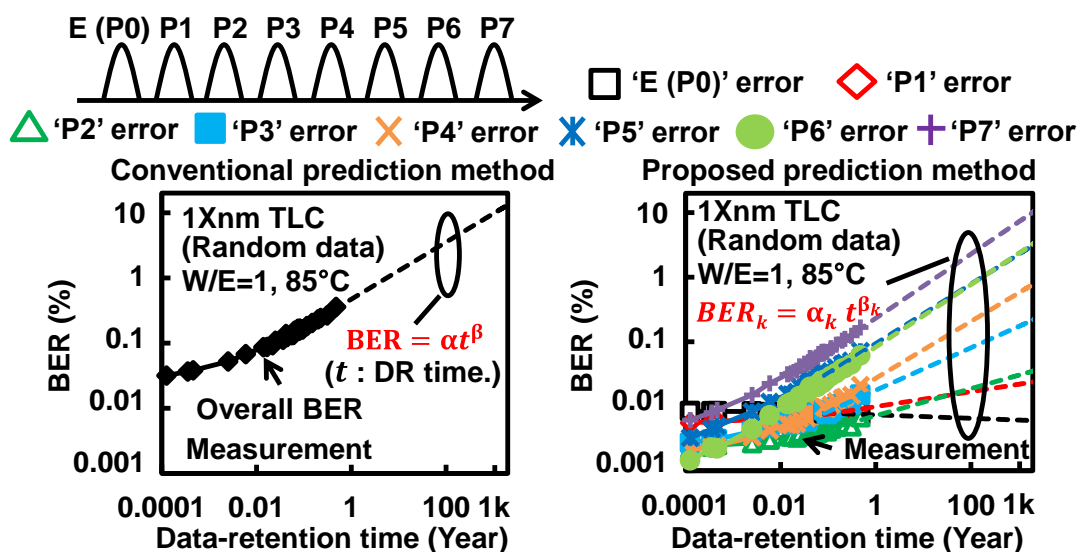 E (P0) P1 P2 P3 P4 P5 P6 P7
'E (P0)' error 'P1' error
'P2' error 'P3' error 'P4' error 'P5' error 'P6' error 'P7' error
Conventional prediction method
10
1
0.1
0.01
0.001
BER (%)
1Xnm TLC
(Random data)
W/E=1, 85°C
BER = αt^β
(t : DR time.)
Overall BER
Measurement
0.0001 0.01 1 100 1k
Data-retention time (Year)
Proposed prediction method
10
1
0.1
0.01
0.001
BER (%)
1Xnm TLC
(Random data)
W/E=1, 85°C
BER_k = α_k t^β_k
Measurement
0.0001 0.01 1 100 1k
Data-retention time (Year)